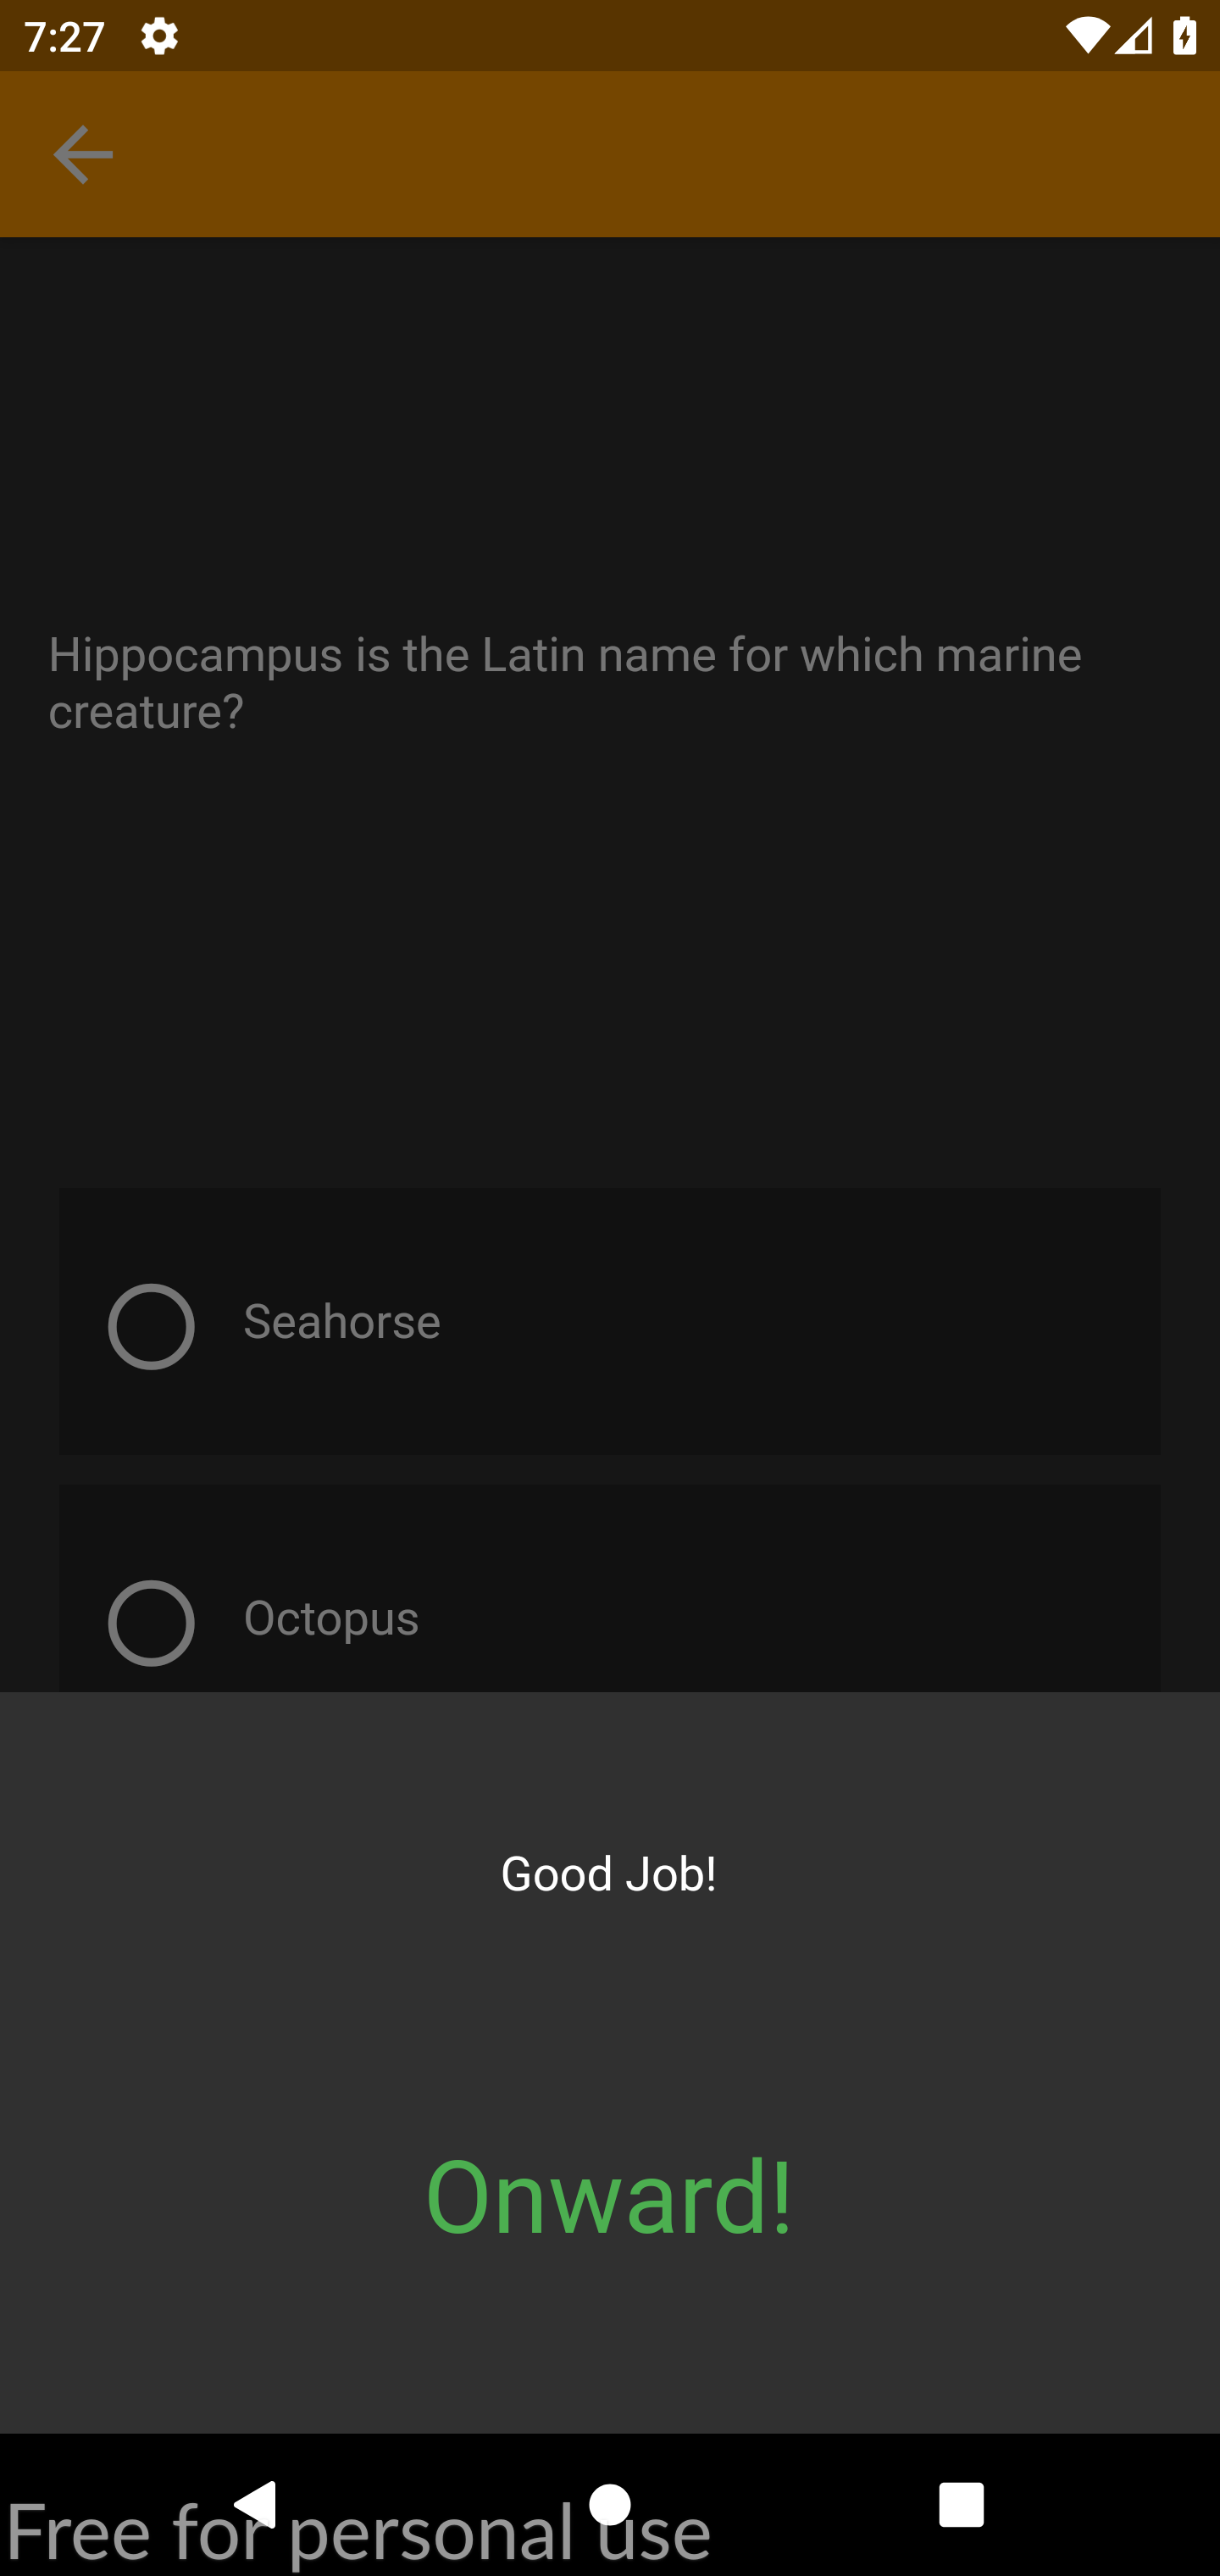 7:27
Hippocampus is the Latin name for which marine
creature?
Seahorse
Octopus
Good Job!
Onward!
Free for personal use